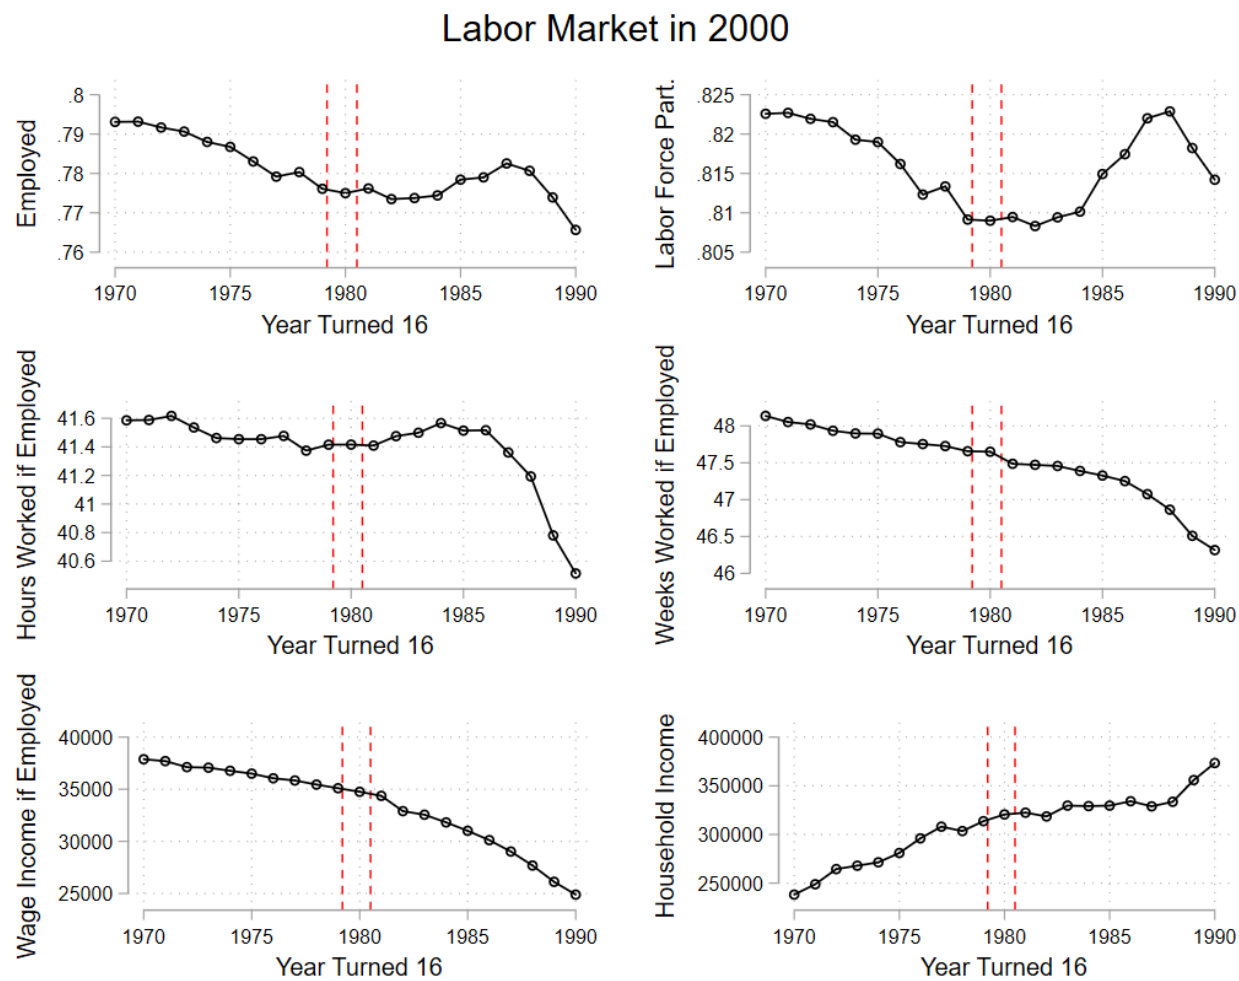 Labor Market in 2000
Employed
.8
.79
.78
.77
.76
1970 1975 1980 1985 1990
Year Turned 16
Labor Force Part.
.825
.82
.815
.81
.805
1970 1975 1980 1985 1990
Year Turned 16
Hours Worked if Employed
41.6
41.4
41.2
41
40.8
40.6
1970 1975 1980 1985 1990
Year Turned 16
Weeks Worked if Employed
48
47.5
47
46.5
46
1970 1975 1980 1985 1990
Year Turned 16
Wage Income if Employed
40000
35000
30000
25000
1970 1975 1980 1985 1990
Year Turned 16
Household Income
400000
350000
300000
250000
1970 1975 1980 1985 1990
Year Turned 16